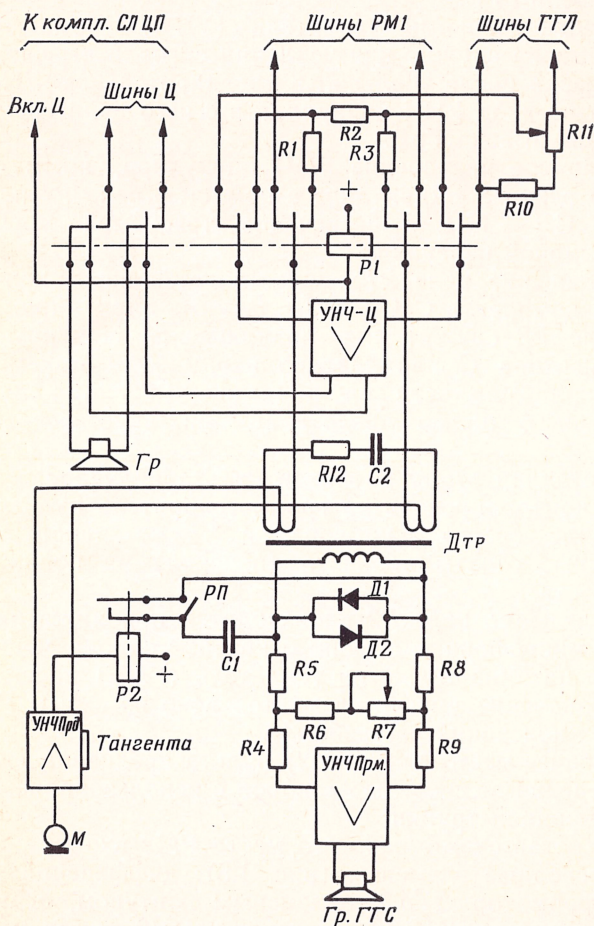 К компл. СЛ ЦП
Шины РМ1
Шины ГГЛ
Вкл. Ц
Шины Ц
R1
R2
R3
R11
R10
+
Р1
УНЧ-Ц
Гр
R12
С2
Дтр
РП
Д1
Д2
С1
Р2
+
R5
R8
R6
R7
R4
R9
УНЧПрд
Тангента
УНЧПрм.
М
Гр. ГГС